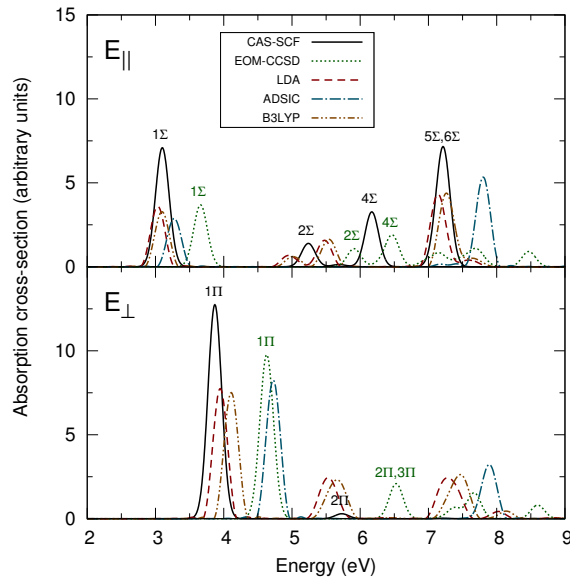 Absorption cross-section (arbitrary units)
15
10
5
0
E||
CAS-SCF
EOM-CCSD
LDA
ADSIC
B3LYP
1Σ
1Σ
2Σ
2Σ
4Σ
4Σ
5Σ,6Σ
10
5
0
E⊥
1Π
1Π
2Π
2Π,3Π
2 3 4 5 6 7 8 9
Energy (eV)